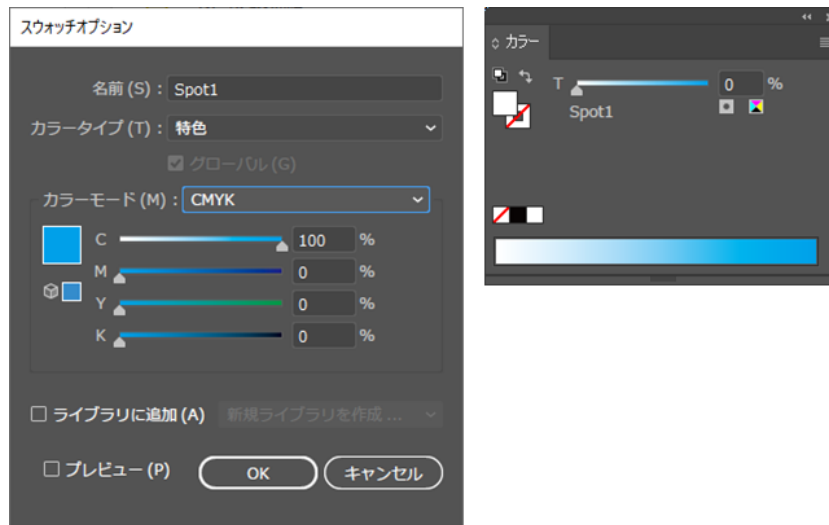 スウォッチオプション
名前 (S) : Spot1
カラータイプ (T) : 特色
グローバル (G)
カラーモード (M) : CMYK
C 100 %
M 0 %
Y 0 %
K 0 %
ライブラリに追加 (A) 新規ライブラリを作成 ...
プレビュー (P) OK キャンセル
カラー
T 0 %
Spot1